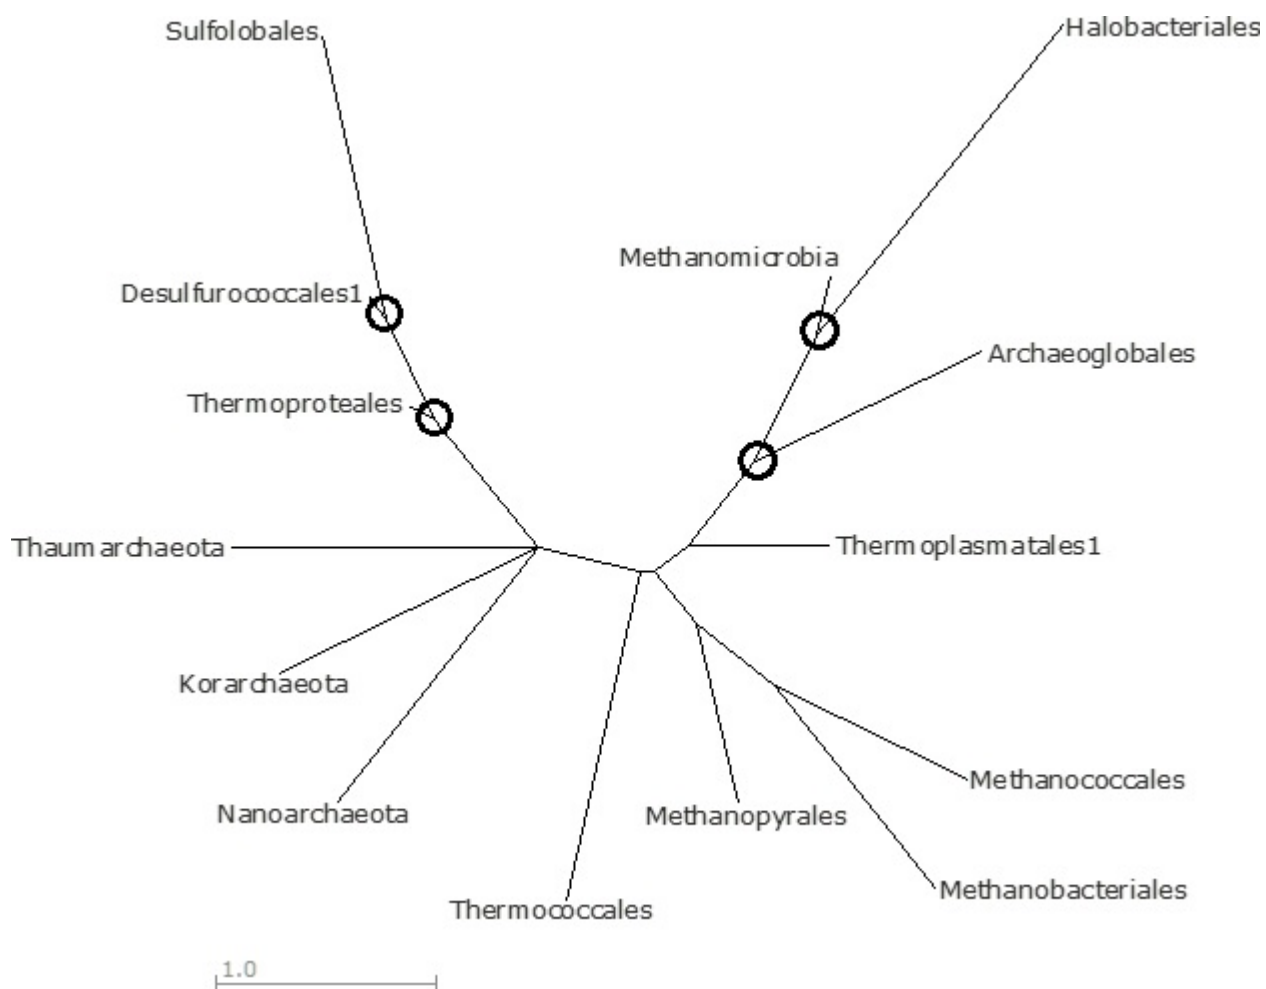 Sulfolobales
Halobacteriales
Methanomicrobia
Desulfurococcales1
Archaeoglobales
Thermoproteales
Thaumarchaeota
Thermoplasmatales1
Korarchaeota
Methanococcales
Nanoarchaeota
Methanopyrales
Methanobacteriales
Thermococcales
1.0